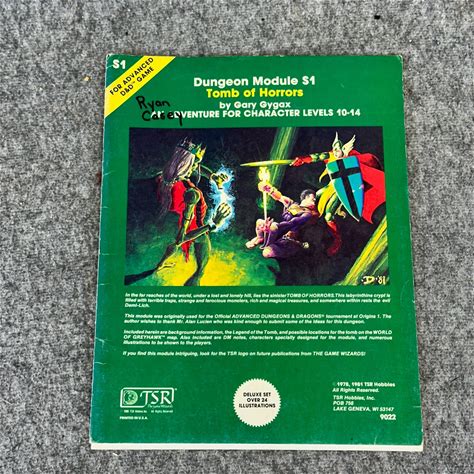 S1
FOR ADVANCED
D&D® GAME
Dungeon Module S1
Tomb of Horrors
by Gary Gygax
Ryan
Casey
ADVENTURE FOR CHARACTER LEVELS 10-14
'81
In the far reaches of the world, under a lost and lonely hill, lies the sinister TOMB OF HORRORS. This labyrinthine crypt is
filled with terrible traps, strange and ferocious monsters, rich and magical treasures, and somewhere within rests the evil
Demi-Lich.
This module was originally used for the Official ADVANCED DUNGEONS & DRAGONS® tournament at Origins 1. The
author wishes to thank Mr. Alan Lucien who was kind enough to submit some of the ideas for this dungeon.
Included herein are background information, the Legend of the Tomb, and possible locations for the tomb on the WORLD
OF GREYHAWK™ map. Also included are DM notes, characters specially designed for the module, and numerous
illustrations to be shown to the players.
If you find this module intriguing, look for the TSR logo on future publications from THE GAME WIZARDS!
TSR
The Game Wizards
PRINTED IN U.S.A.
DELUXE SET
OVER 24
ILLUSTRATIONS
©1978, 1981 TSR Hobbies
All Rights Reserved.
TSR Hobbies, Inc.
POB 756
LAKE GENEVA, WI 53147
9022